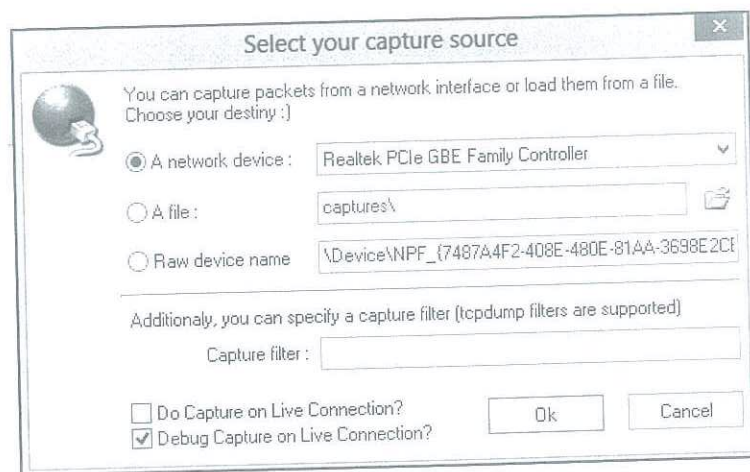 Select your capture source
You can capture packets from a network interface or load them from a file.
Choose your destiny :)
A network device :
Realtek PCIe GBE Family Controller
A file :
captures\
Raw device name
\Device\NPF_{7487A4F2-408E-480E-81AA-3698E2CE
Additionaly, you can specify a capture filter (tcpdump filters are supported)
Capture filter :
Do Capture on Live Connection?
Debug Capture on Live Connection?
Ok
Cancel